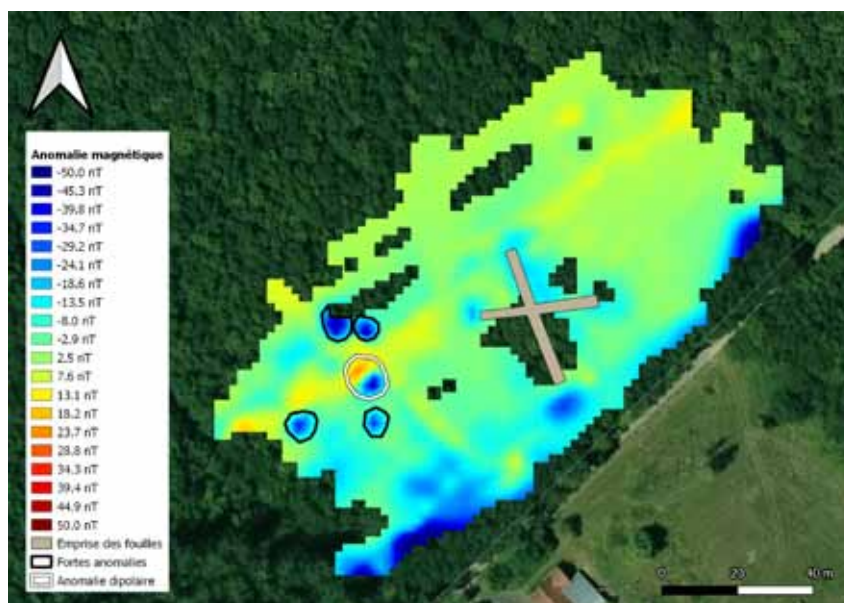 Anomalie magnétique
-50.0 nT
-45.3 nT
-39.8 nT
-34.7 nT
-29.2 nT
-24.1 nT
-18.6 nT
-13.5 nT
-8.0 nT
-2.9 nT
2.5 nT
7.6 nT
13.1 nT
18.2 nT
23.7 nT
28.8 nT
34.3 nT
39.4 nT
44.9 nT
50.0 nT
Emprise des fouilles
Fortes anomalies
Anomalie dipolaire
0 20 40 m